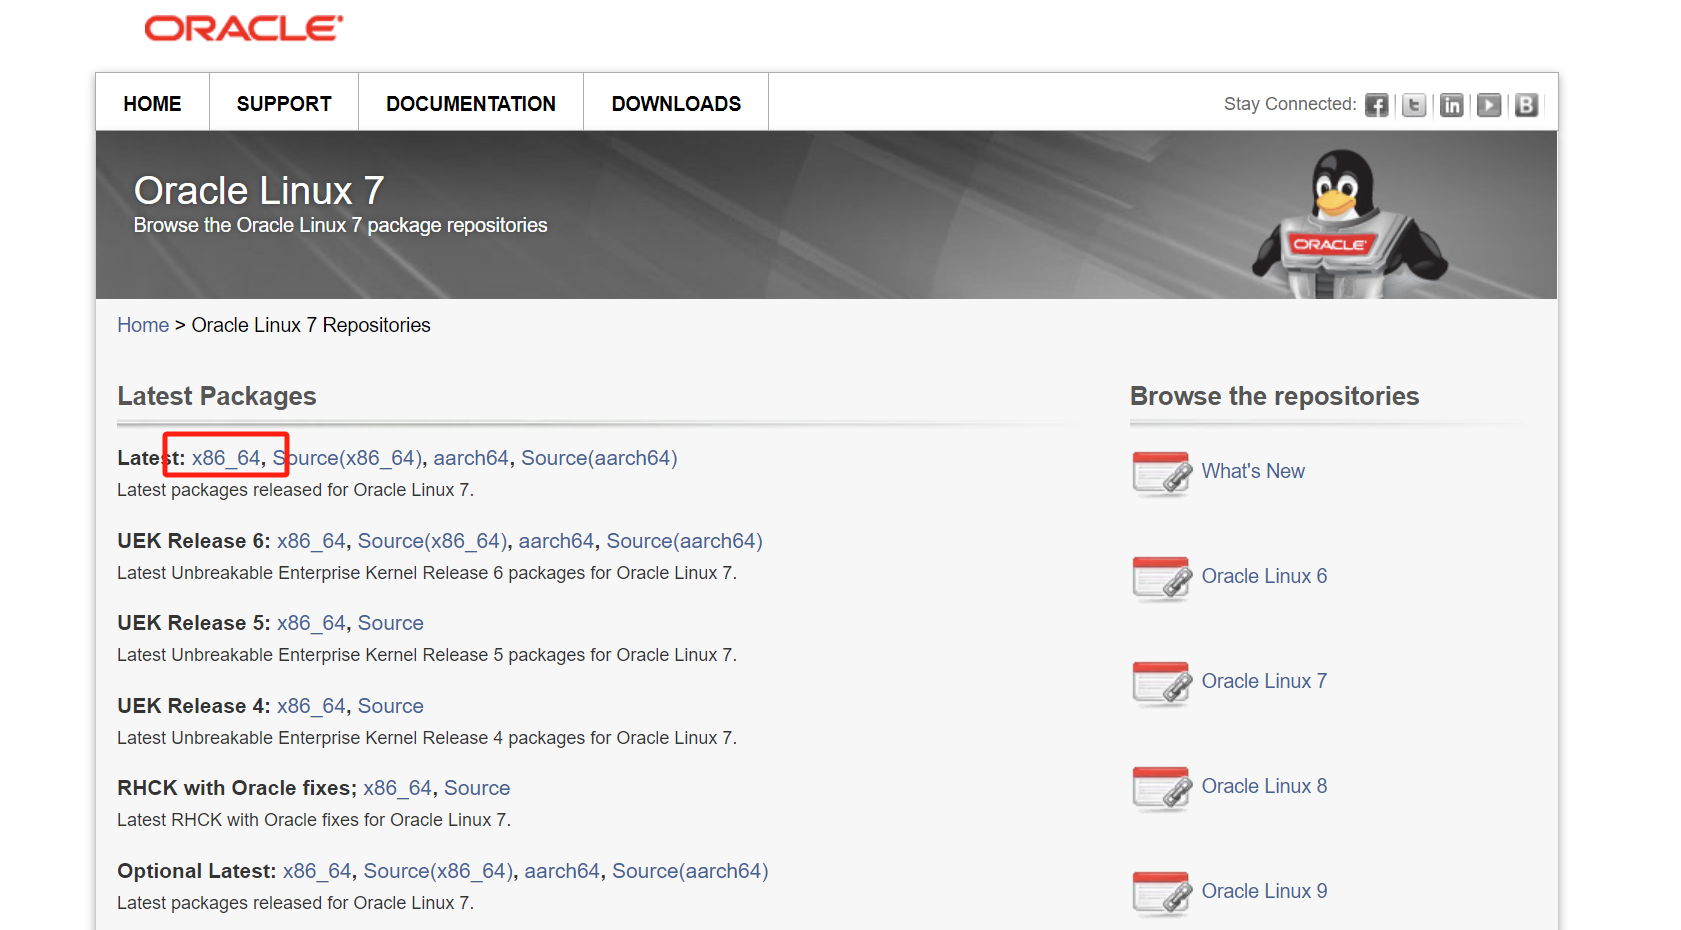 ORACLE
HOME SUPPORT DOCUMENTATION DOWNLOADS Stay Connected:
Oracle Linux 7
Browse the Oracle Linux 7 package repositories
ORACLE
Home > Oracle Linux 7 Repositories
Latest Packages
Latest: x86_64, Source(x86_64), aarch64, Source(aarch64)
Latest packages released for Oracle Linux 7.
UEK Release 6: x86_64, Source(x86_64), aarch64, Source(aarch64)
Latest Unbreakable Enterprise Kernel Release 6 packages for Oracle Linux 7.
UEK Release 5: x86_64, Source
Latest Unbreakable Enterprise Kernel Release 5 packages for Oracle Linux 7.
UEK Release 4: x86_64, Source
Latest Unbreakable Enterprise Kernel Release 4 packages for Oracle Linux 7.
RHCK with Oracle fixes; x86_64, Source
Latest RHCK with Oracle fixes for Oracle Linux 7.
Optional Latest: x86_64, Source(x86_64), aarch64, Source(aarch64)
Latest packages released for Oracle Linux 7.
Browse the repositories
What's New
Oracle Linux 6
Oracle Linux 7
Oracle Linux 8
Oracle Linux 9